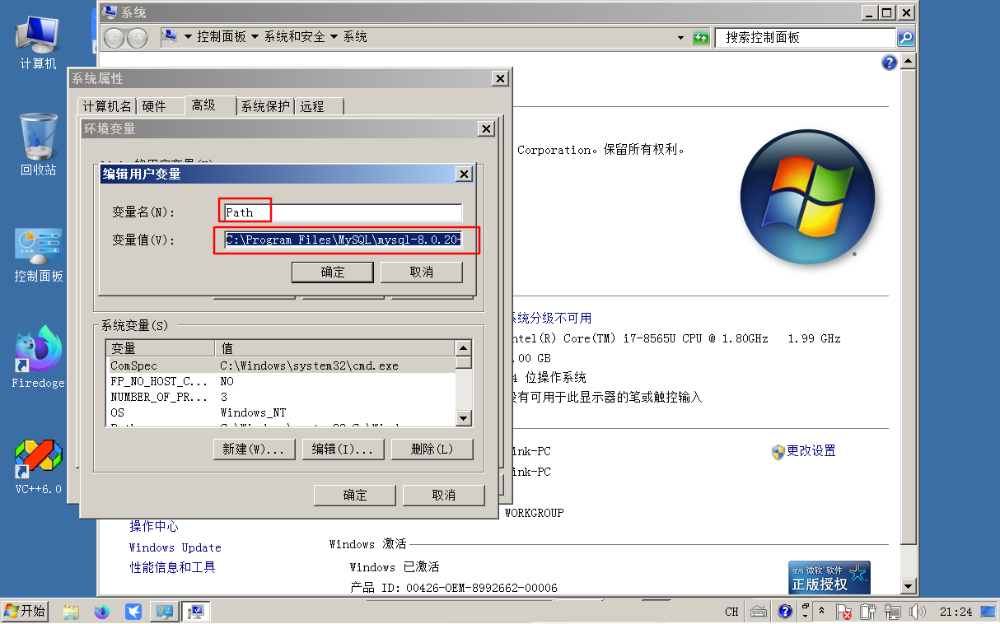 系统
控制面板 系统和安全 系统
搜索控制面板
计算机
回收站
控制面板
Firedoge
VC++6.0
系统属性
计算机名 硬件 高级 系统保护 远程
环境变量
编辑用户变量
变量名(N):
Path
变量值(V):
C:\Program Files\MySQL\mysql-8.0.20-
确定 取消
系统变量(S)
变量 值
ComSpec C:\Windows\system32\cmd.exe
FP_NO_HOST_C... NO
NUMBER_OF_PR... 3
OS Windows_NT
新建(W)... 编辑(I)... 删除(L)
确定 取消
Corporation。保留所有权利。
系统分级不可用
ntel(R) Core(TM) i7-8565U CPU @ 1.80GHz 1.99 GHz
.00 GB
4 位操作系统
没有可用于此显示器的笔或触控输入
ink-PC
更改设置
ink-PC
WORKGROUP
操作中心
Windows Update
性能信息和工具
Windows 激活
Windows 已激活
产品 ID: 00426-OEM-8992662-00006
使用 微软 软件
正版授权
开始
CH
21:24